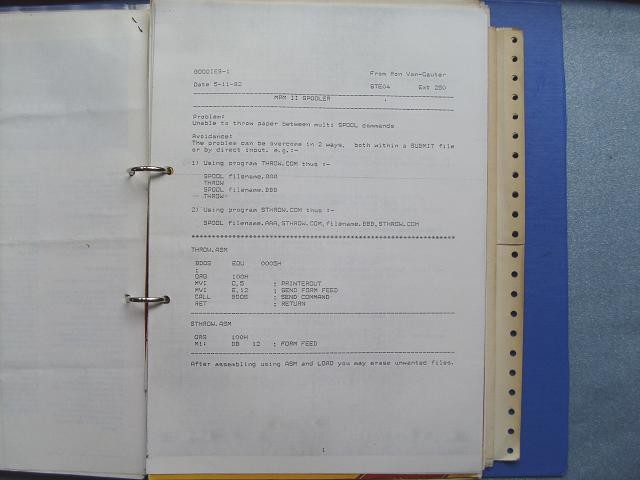 GOODIES-1 From Ron Van-Gauter
Date 5-11-82 STE04 Ext 250
MPM II SPOOLER
Problem:
Unable to throw paper between multi SPOOL commands
Avoidance:
The problem can be overcome in 2 ways, both within a SUBMIT file
or by direct input. e.g.:-
1) Using program THROW.COM thus :-
SPOOL filename.AAA
THROW
SPOOL filename.BBB
THROW
2) Using program STHROW.COM thus :-
SPOOL filename.AAA,STHROW.COM,filename.BBB,STHROW.COM
****************************************************************
THROW.ASM
BDOS EQU 0005H
;
ORG 100H
MVI C,5 ; PRINTEROUT
MVI E,12 ; SEND FORM FEED
CALL BDOS ; SEND COMMAND
RET ; RETURN
STHROW.ASM
ORG 100H
M1: DB 12 ; FORM FEED
After assembling using ASM and LOAD you may erase unwanted files.
1